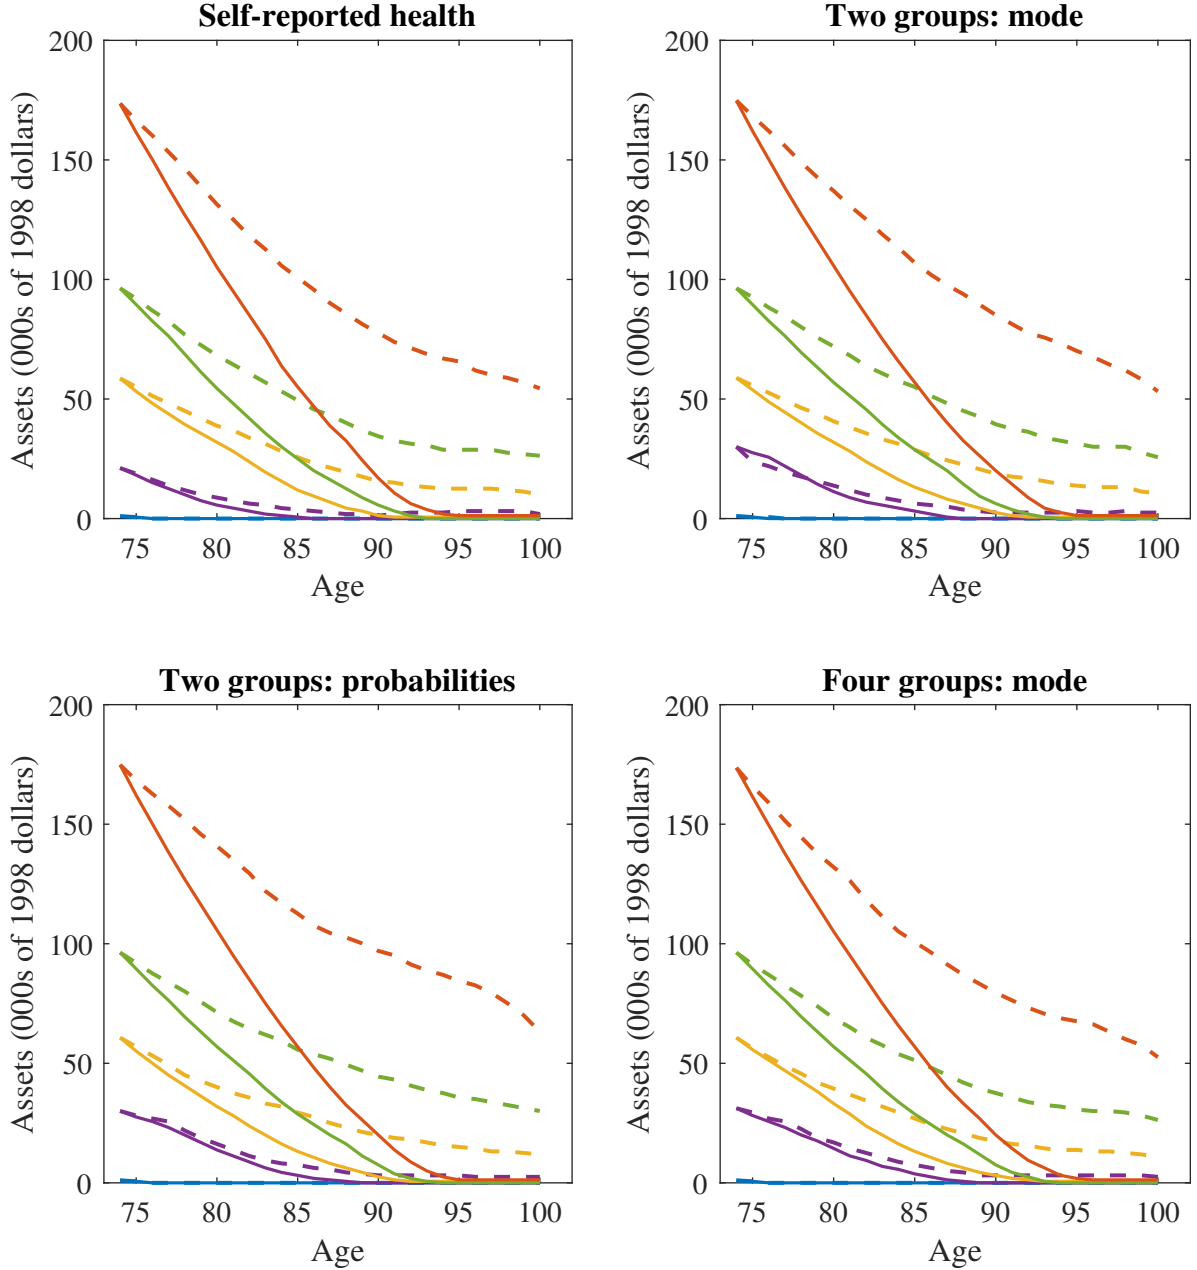 Self-reported health
Two groups: mode
200
150
100
50
0
Assets (000s of 1998 dollars)
75 80 85 90 95 100
Age
200
150
100
50
0
Assets (000s of 1998 dollars)
75 80 85 90 95 100
Age
Two groups: probabilities
Four groups: mode
200
150
100
50
0
Assets (000s of 1998 dollars)
75 80 85 90 95 100
Age
200
150
100
50
0
Assets (000s of 1998 dollars)
75 80 85 90 95 100
Age